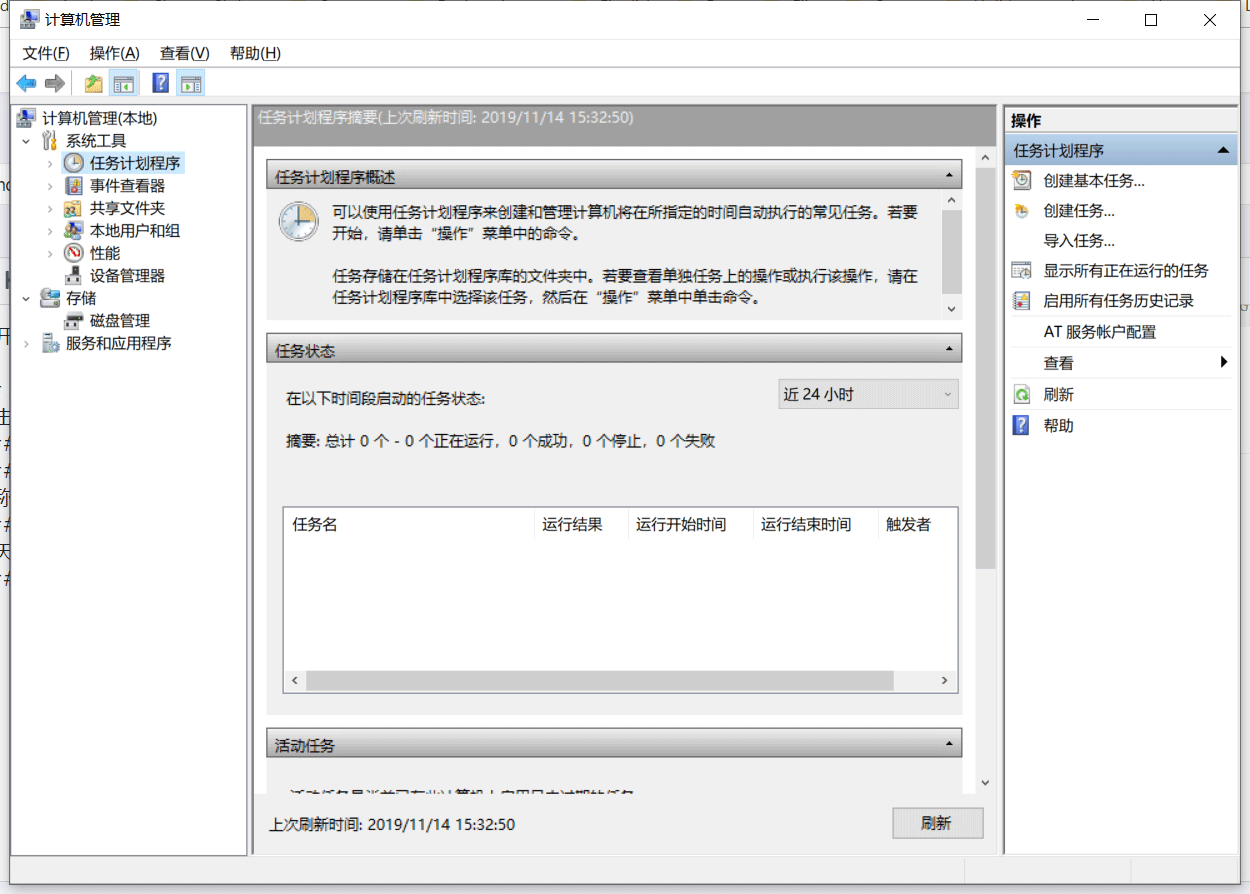 计算机管理
文件(F) 操作(A) 查看(V) 帮助(H)
计算机管理(本地)
系统工具
任务计划程序
事件查看器
共享文件夹
本地用户和组
性能
设备管理器
存储
磁盘管理
服务和应用程序
任务计划程序摘要(上次刷新时间: 2019/11/14 15:32:50)
任务计划程序概述
可以使用任务计划程序来创建和管理计算机将在所指定的时间自动执行的常见任务。若要
开始，请单击“操作”菜单中的命令。
任务存储在任务计划程序库的文件夹中。若要查看单独任务上的操作或执行该操作，请在
任务计划程序库中选择该任务，然后在“操作”菜单中单击命令。
任务状态
在以下时间段启动的任务状态:
近 24 小时
摘要: 总计 0 个 - 0 个正在运行，0 个成功，0 个停止，0 个失败
任务名 运行结果 运行开始时间 运行结束时间 触发者
活动任务
上次刷新时间: 2019/11/14 15:32:50
刷新
操作
任务计划程序
创建基本任务...
创建任务...
导入任务...
显示所有正在运行的任务
启用所有任务历史记录
AT 服务帐户配置
查看
刷新
帮助